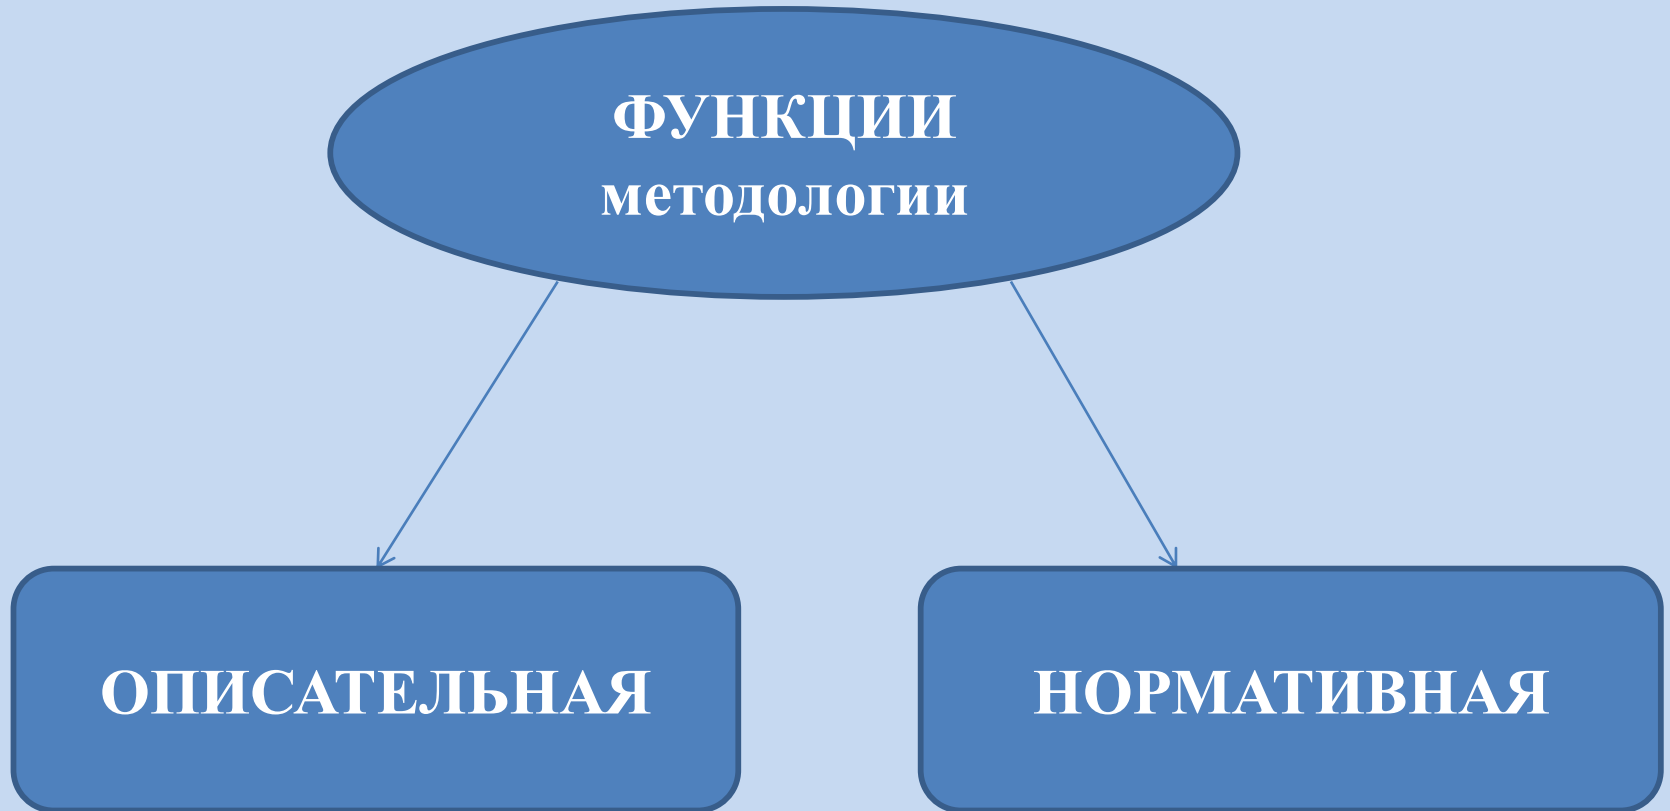 ФУНКЦИИ
методологии
ОПИСАТЕЛЬНАЯ
НОРМАТИВНАЯ